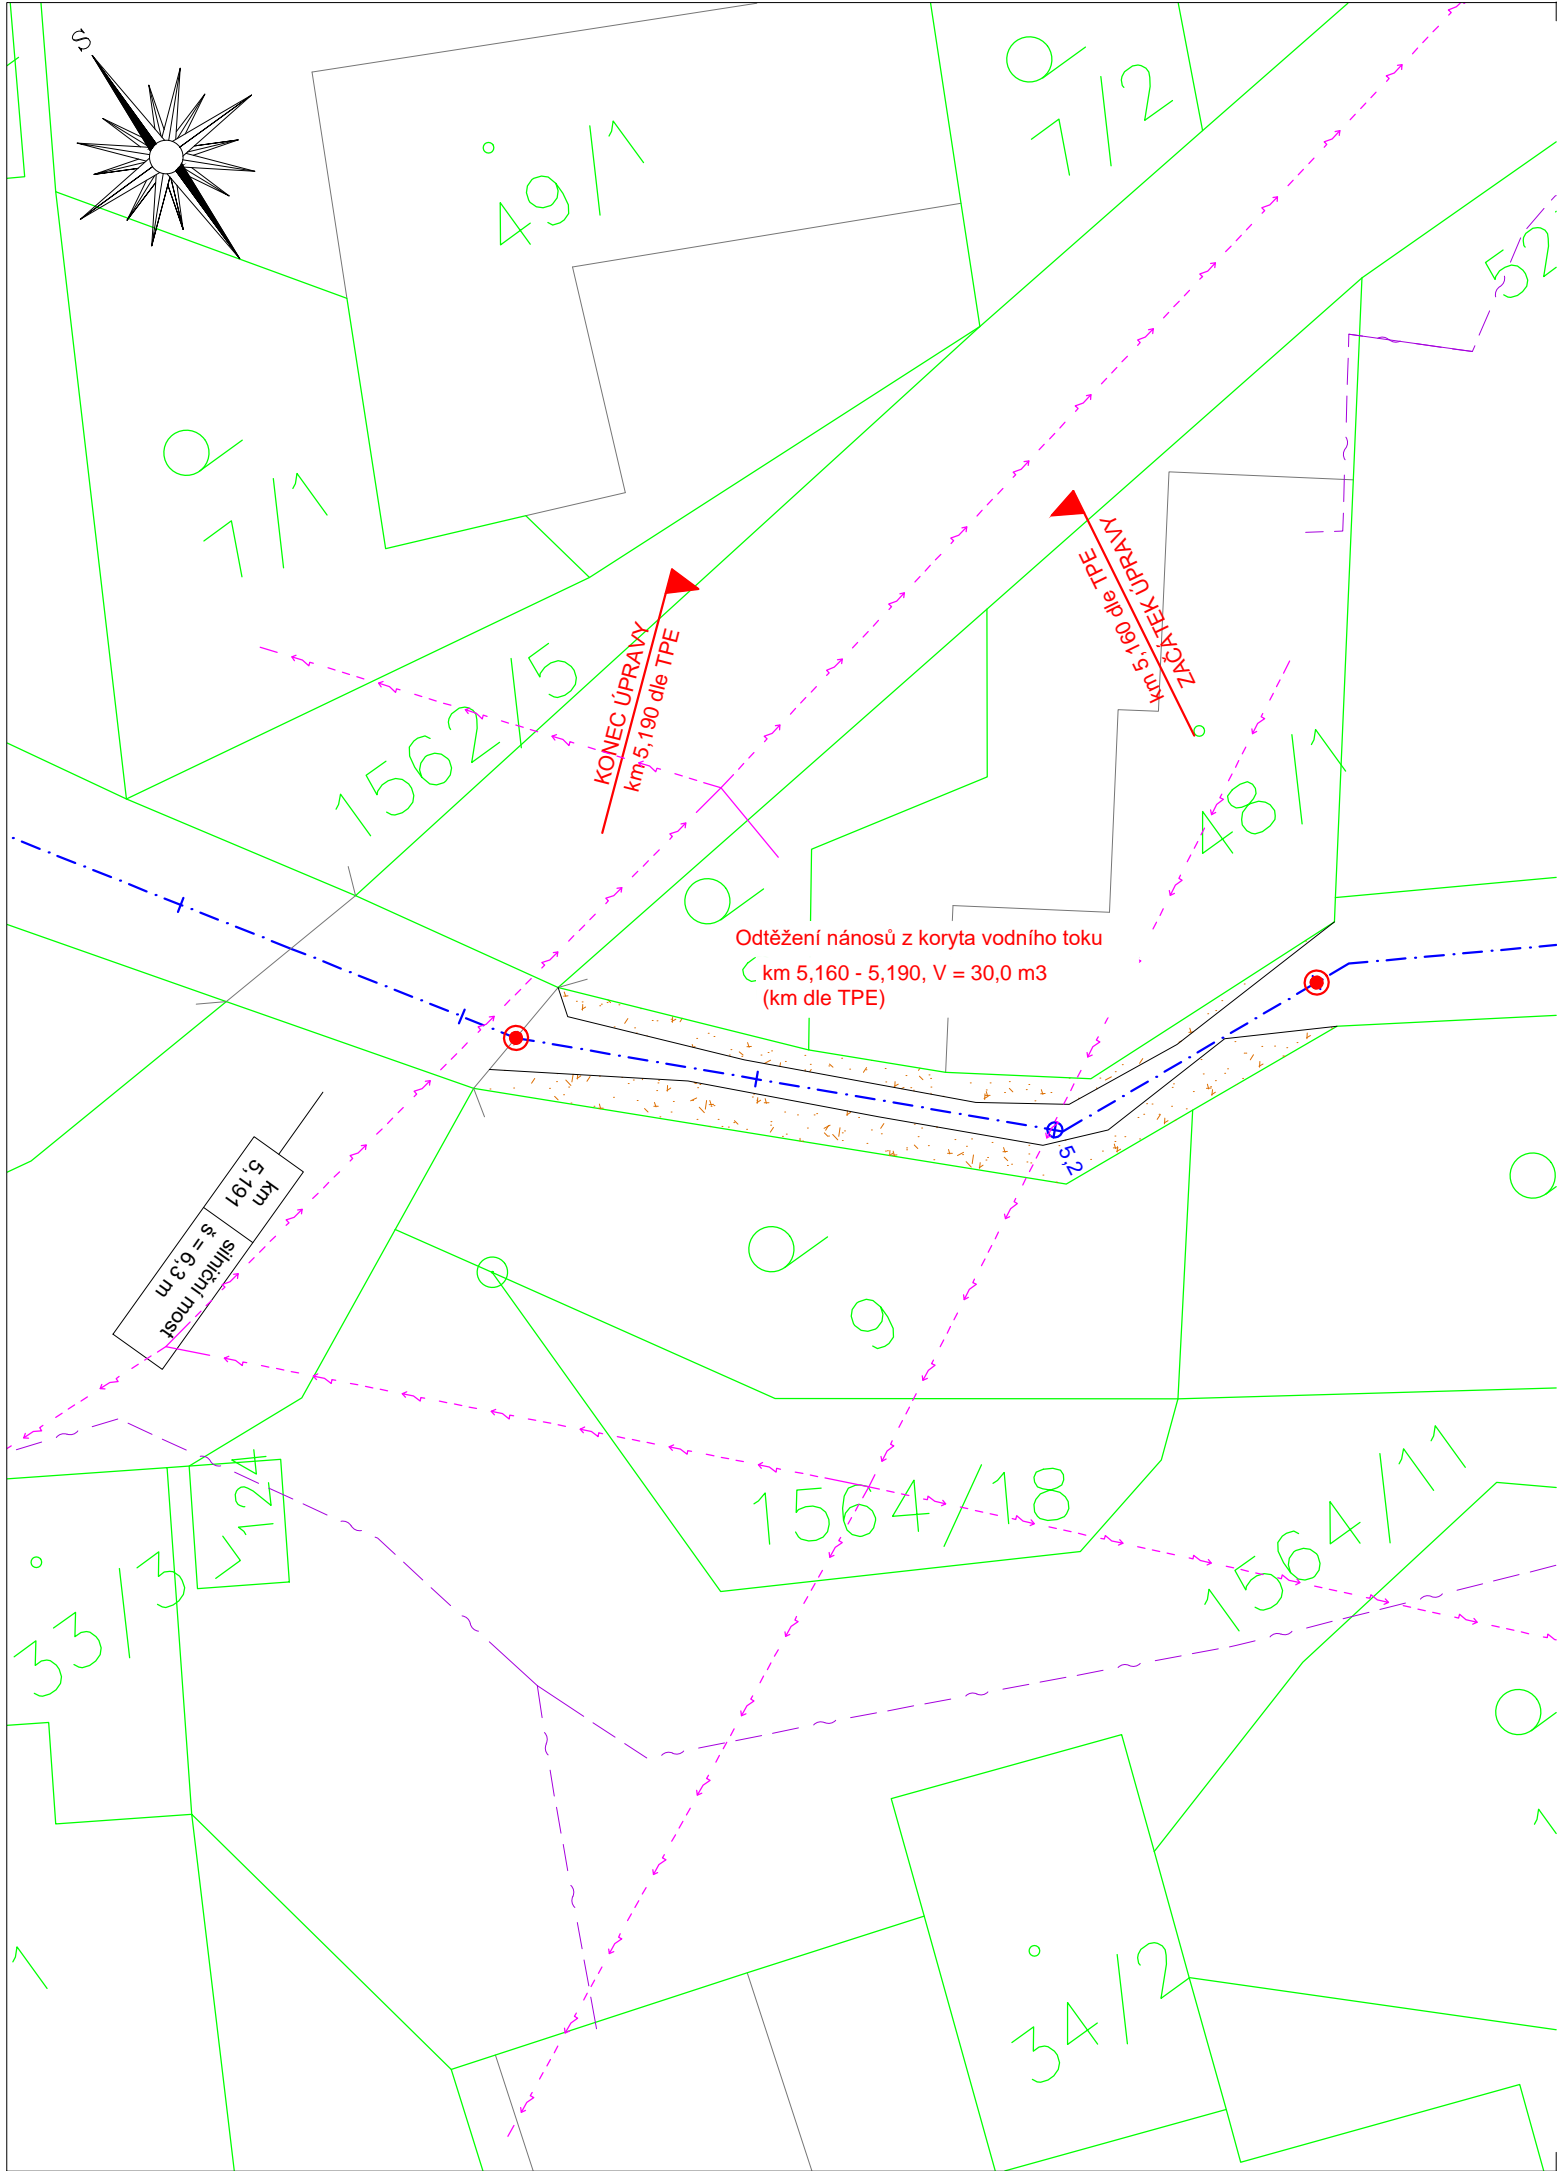 S
49/1
7/2
52
7/1
1562/5
KONEC ÚPRAVY
km 5,190 dle TPE
ZAČÁTEK ÚPRAVY
km 5,160 dle TPE
48/1
Odtěžení nánosů z koryta vodního toku
km 5,160 - 5,190, V = 30,0 m3
(km dle TPE)
5,2
km
5,191
silniční most
š = 6,3 m
9
1564/18
1564/11
124
33/3
34/2
1
1